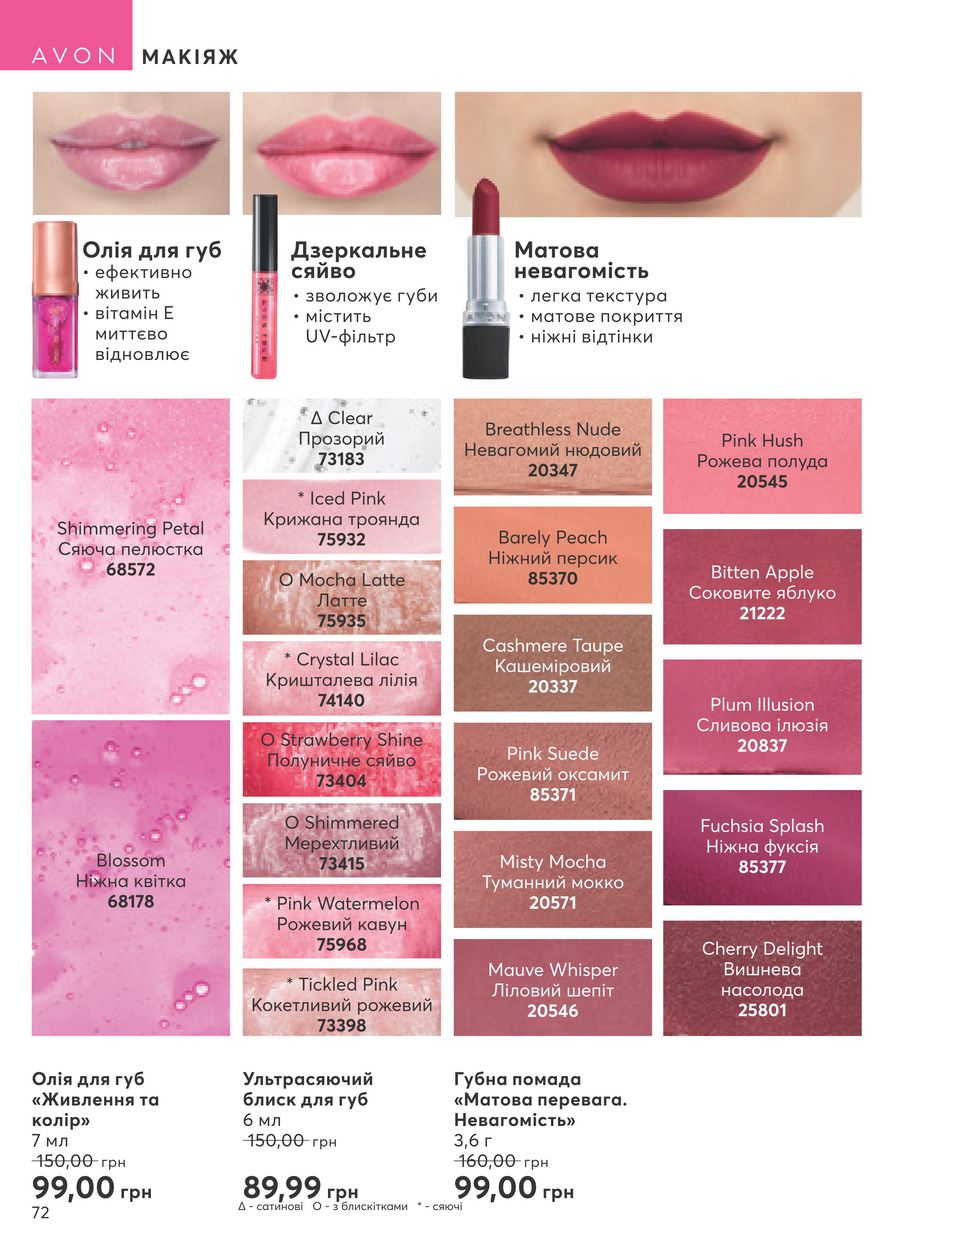 AVON МАКІЯЖ
Олія для губ
• ефективно
живить
• вітамін Е
миттєво
відновлює
Дзеркальне
сяйво
• зволожує губи
• містить
UV-фільтр
Матова
невагомість
• легка текстура
• матове покриття
• ніжні відтінки
Shimmering Petal
Сяюча пелюстка
68572
Blossom
Ніжна квітка
68178
Δ Clear
Прозорий
73183
* Iced Pink
Крижана троянда
75932
O Mocha Latte
Латте
75935
* Crystal Lilac
Кришталева лілія
74140
O Strawberry Shine
Полуничне сяйво
73404
O Shimmered
Мерехтливий
73415
* Pink Watermelon
Рожевий кавун
75968
* Tickled Pink
Кокетливий рожевий
73398
Breathless Nude
Невагомий нюдовий
20347
Barely Peach
Ніжний персик
85370
Cashmere Taupe
Кашеміровий
20337
Pink Suede
Рожевий оксамит
85371
Misty Mocha
Туманний мокко
20571
Mauve Whisper
Ліловий шепіт
20546
Pink Hush
Рожева полуда
20545
Bitten Apple
Соковите яблуко
21222
Plum Illusion
Сливова ілюзія
20837
Fuchsia Splash
Ніжна фуксія
85377
Cherry Delight
Вишнева
насолода
25801
Олія для губ
«Живлення та
колір»
7 мл
150,00 грн
99,00 грн
Ультрасяючий
блиск для губ
6 мл
150,00 грн
89,99 грн
Губна помада
«Матова перевага.
Невагомість»
3,6 г
160,00 грн
99,00 грн
Δ - сатинові O - з блискітками * - сяючі
72